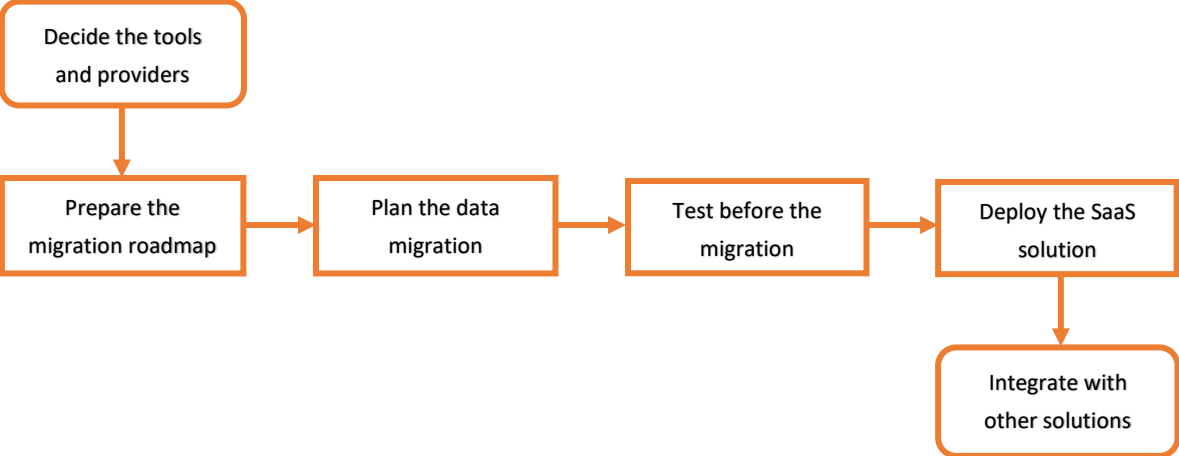 Decide the tools
and providers
Prepare the
migration roadmap
Plan the data
migration
Test before the
migration
Deploy the SaaS
solution
Integrate with
other solutions